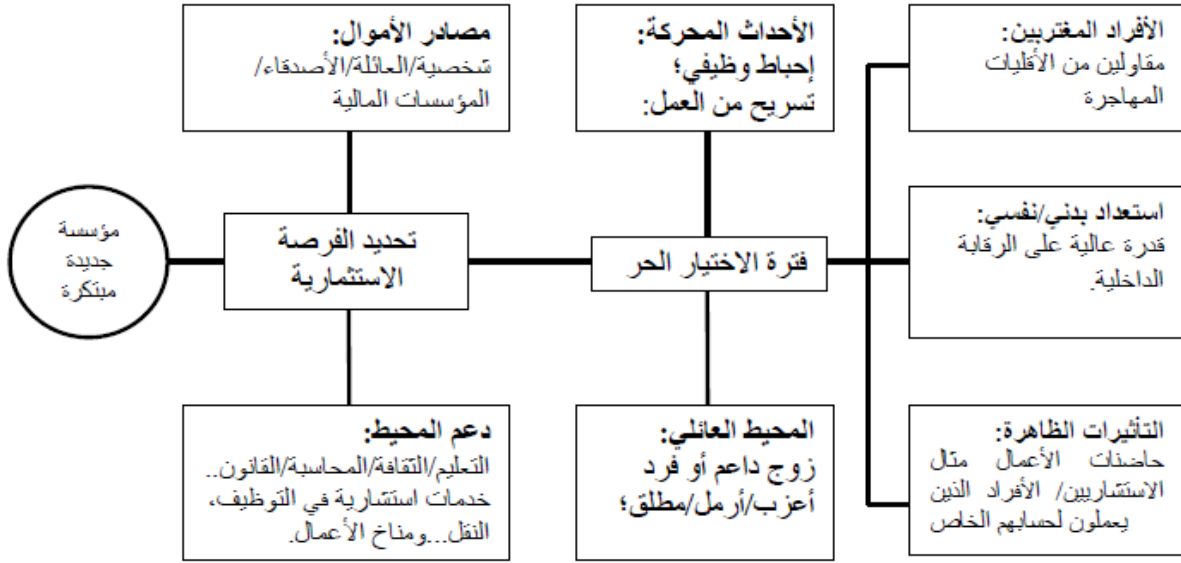 الأفراد المغتربين:
مقاولين من الأقليات
المهاجرة
استعداد بدني/نفسي:
قدرة عالية على الرقابة
الداخلية.
التأثيرات الظاهرة:
حاضنات الأعمال مثال
الاستشاريين/ الأفراد الذين
يعملون لحسابهم الخاص
الأحداث المحركة:
إحباط وظيفي؛
تسريح من العمل:
فترة الاختيار الحر
المحيط العائلي:
زوج داعم أو فرد
أعزب/أرمل/مطلق؛
مصادر الأموال:
شخصية/العائلة/الأصدقاء/
المؤسسات المالية
تحديد الفرصة
الاستثمارية
دعم المحيط:
التعليم/الثقافة/المحاسبة/القانون..
خدمات استشارية في التوظيف،
النقل...ومناخ الأعمال.
مؤسسة
جديدة
مبتكرة